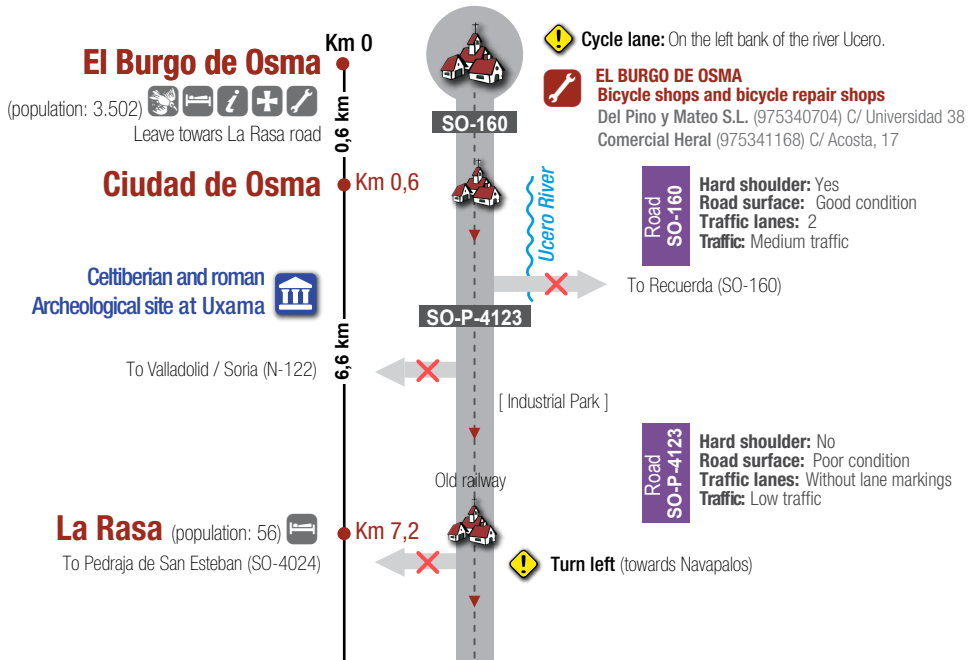 Km 0
El Burgo de Osma
(population: 3.502)
Leave towars La Rasa road
0,6 km
SO-160
Cycle lane: On the left bank of the river Ucero.
EL BURGO DE OSMA
Bicycle shops and bicycle repair shops
Del Pino y Mateo S.L. (975340704) C/ Universidad 38
Comercial Heral (975341168) C/ Acosta, 17
Ciudad de Osma
Km 0,6
Ucero River
Road
SO-160
Hard shoulder: Yes
Road surface: Good condition
Traffic lanes: 2
Traffic: Medium traffic
To Recuerda (SO-160)
Celtiberian and roman
Archeological site at Uxama
SO-P-4123
6,6 km
To Valladolid / Soria (N-122)
[ Industrial Park ]
Road
SO-P-4123
Hard shoulder: No
Road surface: Poor condition
Traffic lanes: Without lane markings
Traffic: Low traffic
Old railway
La Rasa (population: 56)
Km 7,2
To Pedraja de San Esteban (SO-4024)
Turn left (towards Navapalos)